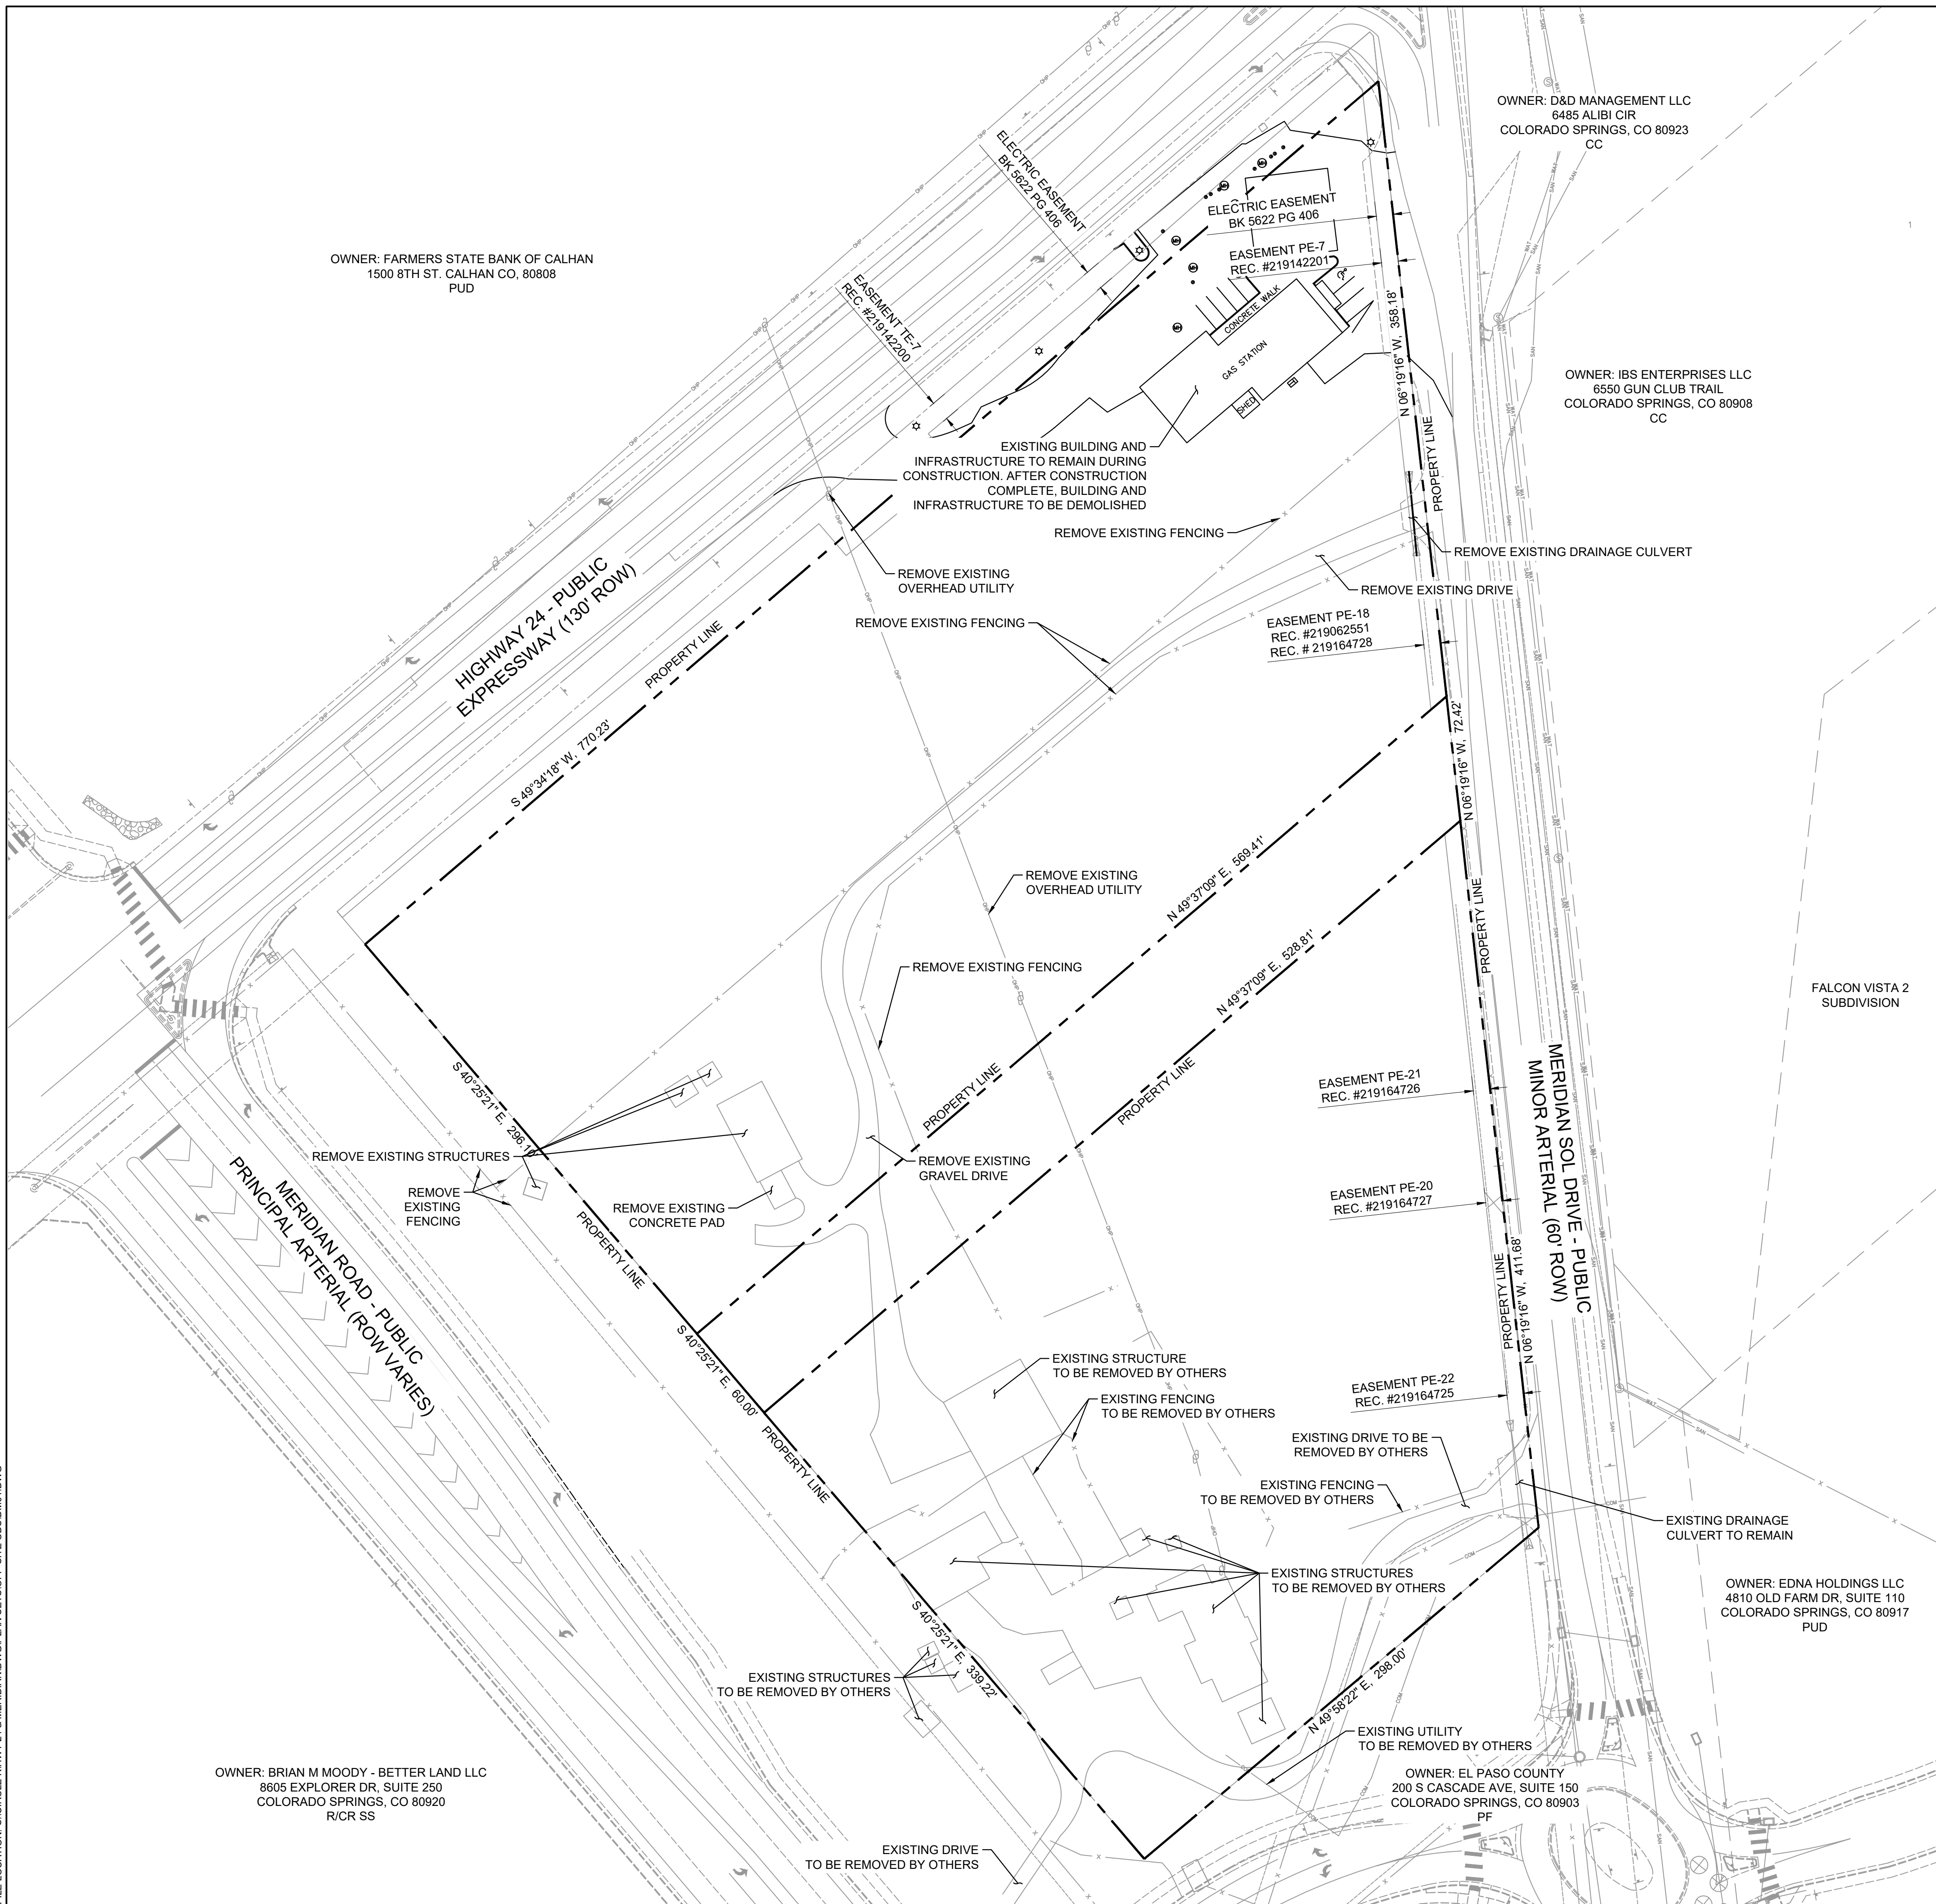 OWNER: D&D MANAGEMENT LLC
6485 ALIBI CIR
COLORADO SPRINGS, CO 80923
CC
ELECTRIC EASEMENT
BK 5622 PG 406
ELECTRIC EASEMENT
BK 5622 PG 406
OWNER: FARMERS STATE BANK OF CALHAN
1500 8TH ST. CALHAN CO, 80808
PUD
EASEMENT PE-7
REC. #219142201
EASEMENT TE-7
REC. #219142200
CONCRETE WALK
GAS STATION
SHED
N 06°19'16" W, 358.18'
OWNER: IBS ENTERPRISES LLC
6550 GUN CLUB TRAIL
COLORADO SPRINGS, CO 80908
CC
EXISTING BUILDING AND
INFRASTRUCTURE TO REMAIN DURING
CONSTRUCTION. AFTER CONSTRUCTION
COMPLETE, BUILDING AND
INFRASTRUCTURE TO BE DEMOLISHED
PROPERTY LINE
REMOVE EXISTING FENCING
REMOVE EXISTING DRAINAGE CULVERT
REMOVE EXISTING
OVERHEAD UTILITY
REMOVE EXISTING DRIVE
HIGHWAY 24 - PUBLIC
EXPRESSWAY (130' ROW)
PROPERTY LINE
REMOVE EXISTING FENCING
EASEMENT PE-18
REC. #219062551
REC. # 219164728
S 49°34'18" W, 770.23'
N 06°19'16" W, 72.42'
REMOVE EXISTING
OVERHEAD UTILITY
N 49°37'09" E, 569.41'
PROPERTY LINE
REMOVE EXISTING FENCING
N 49°37'09" E, 528.81'
FALCON VISTA 2
SUBDIVISION
S 40°25'21" E, 296.10'
PROPERTY LINE
PROPERTY LINE
EASEMENT PE-21
REC. #219164726
MERIDIAN SOL DRIVE - PUBLIC
MINOR ARTERIAL (60' ROW)
REMOVE EXISTING STRUCTURES
REMOVE EXISTING
GRAVEL DRIVE
REMOVE
EXISTING
FENCING
REMOVE EXISTING
CONCRETE PAD
EASEMENT PE-20
REC. #219164727
MERIDIAN ROAD - PUBLIC
PRINCIPAL ARTERIAL (ROW VARIES)
PROPERTY LINE
PROPERTY LINE
N 06°19'16" W, 411.68'
S 40°25'21" E, 60.00'
EXISTING STRUCTURE
TO BE REMOVED BY OTHERS
EXISTING FENCING
TO BE REMOVED BY OTHERS
EASEMENT PE-22
REC. #219164725
PROPERTY LINE
EXISTING DRIVE TO BE
REMOVED BY OTHERS
EXISTING FENCING
TO BE REMOVED BY OTHERS
EXISTING DRAINAGE
CULVERT TO REMAIN
EXISTING STRUCTURES
TO BE REMOVED BY OTHERS
OWNER: EDNA HOLDINGS LLC
4810 OLD FARM DR, SUITE 110
COLORADO SPRINGS, CO 80917
PUD
S 40°25'21" E, 339.22'
EXISTING STRUCTURES
TO BE REMOVED BY OTHERS
N 49°58'22" E, 298.00'
EXISTING UTILITY
TO BE REMOVED BY OTHERS
OWNER: BRIAN M MOODY - BETTER LAND LLC
8605 EXPLORER DR, SUITE 250
COLORADO SPRINGS, CO 80920
R/CR SS
OWNER: EL PASO COUNTY
200 S CASCADE AVE, SUITE 150
COLORADO SPRINGS, CO 80903
PF
EXISTING DRIVE
TO BE REMOVED BY OTHERS